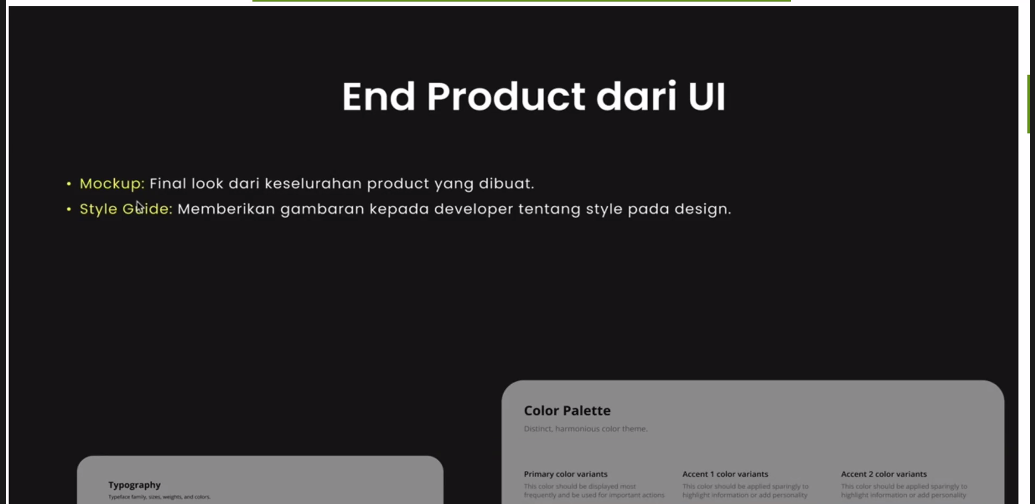 End Product dari UI
• Mockup: Final look dari keselurahan product yang dibuat.
• Style Guide: Memberikan gambaran kepada developer tentang style pada design.
Color Palette
Distinct, harmonious color theme.
Primary color variants
This color should be displayed most
frequently and be used for important actions
Accent 1 color variants
This color should be applied sparingly to
highlight information or add personality
Accent 2 color variants
This color should be applied sparingly to
highlight information or add personality
Typography
Typeface family, sizes, weights, and colors.